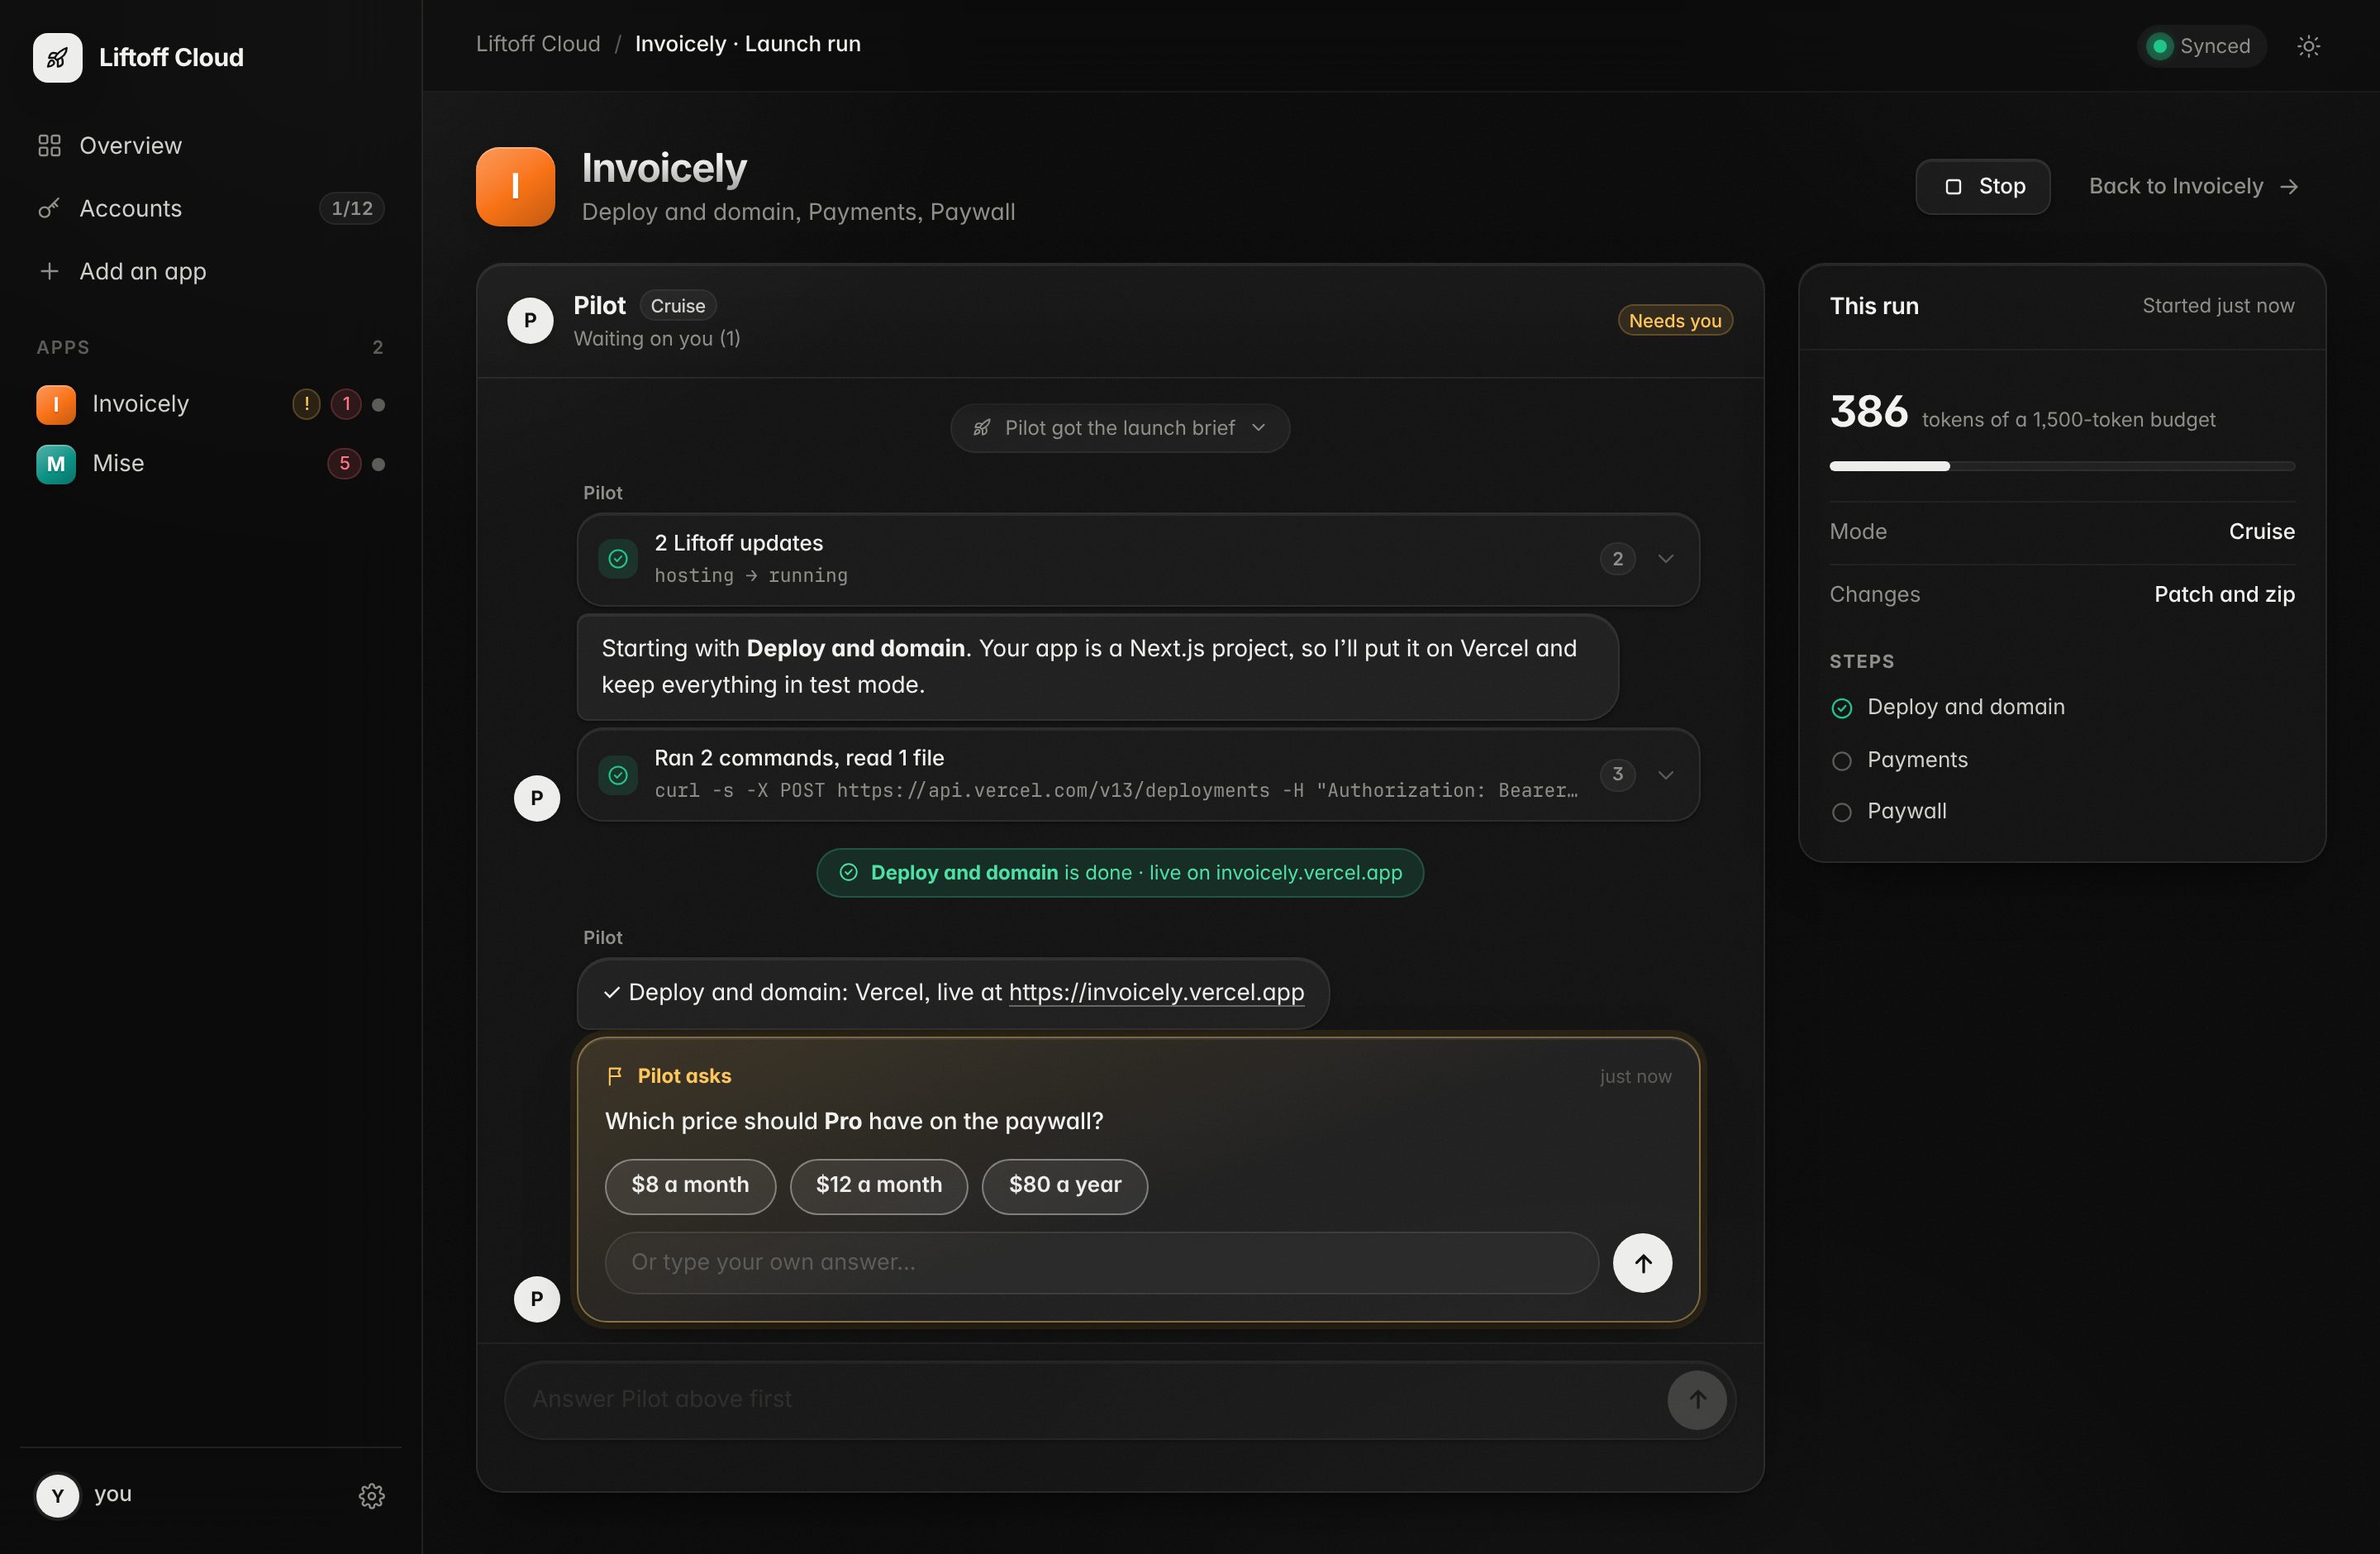 Liftoff Cloud
Overview
Accounts 1/12
Add an app
APPS 2
I Invoicely ! 1
M Mise 5
Y you
Liftoff Cloud / Invoicely · Launch run
Synced
I
Invoicely
Deploy and domain, Payments, Paywall
Stop
Back to Invoicely →
P
Pilot Cruise
Waiting on you (1)
Needs you
Pilot got the launch brief
Pilot
2 Liftoff updates
hosting → running
2
Starting with Deploy and domain. Your app is a Next.js project, so I’ll put it on Vercel and
keep everything in test mode.
Ran 2 commands, read 1 file
curl -s -X POST https://api.vercel.com/v13/deployments -H "Authorization: Bearer…
3
P
Deploy and domain is done · live on invoicely.vercel.app
Pilot
✓ Deploy and domain: Vercel, live at https://invoicely.vercel.app
Pilot asks
just now
Which price should Pro have on the paywall?
$8 a month
$12 a month
$80 a year
Or type your own answer...
P
Answer Pilot above first
This run
Started just now
386 tokens of a 1,500-token budget
Mode Cruise
Changes Patch and zip
STEPS
Deploy and domain
Payments
Paywall